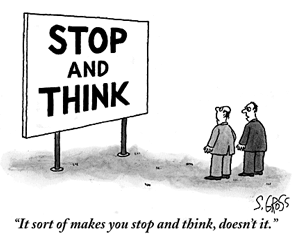 STOP
AND
THINK
S. GROSS
"It sort of makes you stop and think, doesn't it."